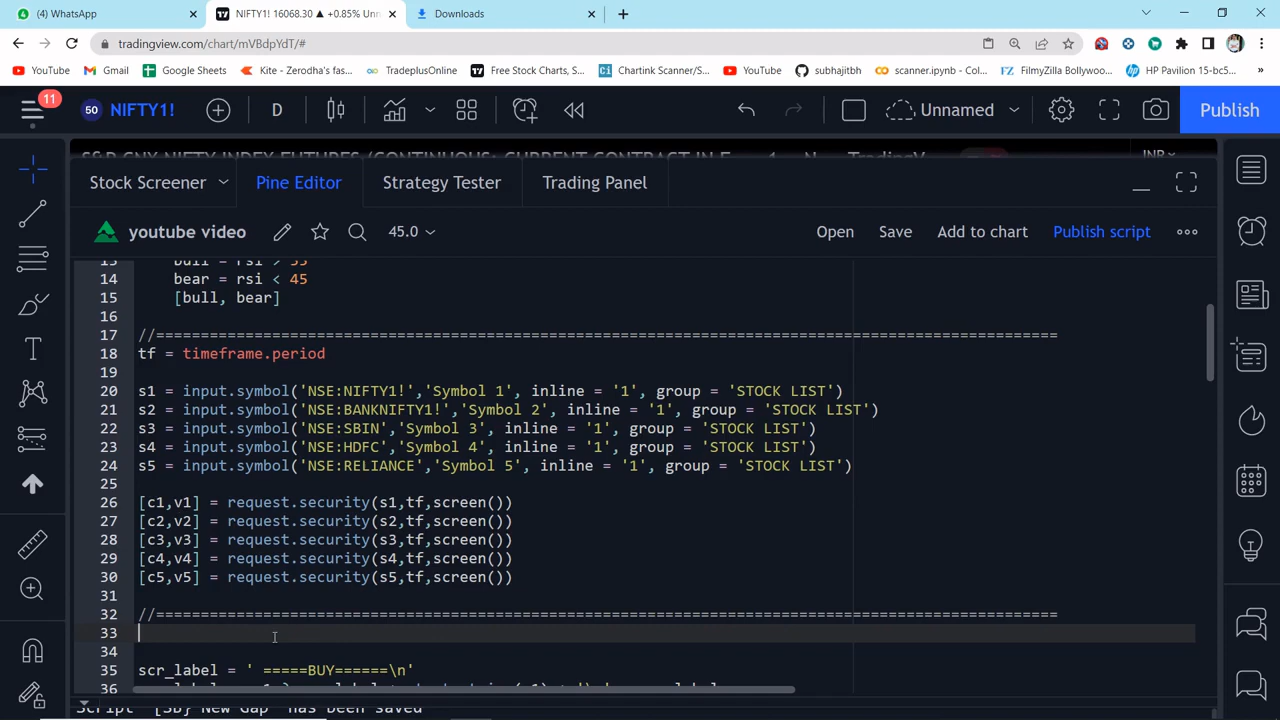 (4) WhatsApp
NIFTY1! 16068.30 ▲ +0.85% Unn
Downloads
tradingview.com/chart/mVBdpYdT/#
YouTube
Gmail
Google Sheets
Kite - Zerodha's fas...
TradeplusOnline
Free Stock Charts, S...
Chartink Scanner/S...
YouTube
subhajitbh
scanner.ipynb - Col...
FilmyZilla Bollywoo...
HP Pavilion 15-bc5...
»
11
50 NIFTY1!
D
Unnamed
Publish
Stock Screener
Pine Editor
Strategy Tester
Trading Panel
youtube video
45.0
Open
Save
Add to chart
Publish script
14 bear = rsi < 45
15 [bull, bear]
16
17 //=====================================================================================================
18 tf = timeframe.period
19
20 s1 = input.symbol('NSE:NIFTY1!','Symbol 1', inline = '1', group = 'STOCK LIST')
21 s2 = input.symbol('NSE:BANKNIFTY1!','Symbol 2', inline = '1', group = 'STOCK LIST')
22 s3 = input.symbol('NSE:SBIN','Symbol 3', inline = '1', group = 'STOCK LIST')
23 s4 = input.symbol('NSE:HDFC','Symbol 4', inline = '1', group = 'STOCK LIST')
24 s5 = input.symbol('NSE:RELIANCE','Symbol 5', inline = '1', group = 'STOCK LIST')
25
26 [c1,v1] = request.security(s1,tf,screen())
27 [c2,v2] = request.security(s2,tf,screen())
28 [c3,v3] = request.security(s3,tf,screen())
29 [c4,v4] = request.security(s4,tf,screen())
30 [c5,v5] = request.security(s5,tf,screen())
31
32 //=====================================================================================================
33
34
35 scr_label = ' =====BUY======\n'
36
Script '[SB] New Gap' has been saved